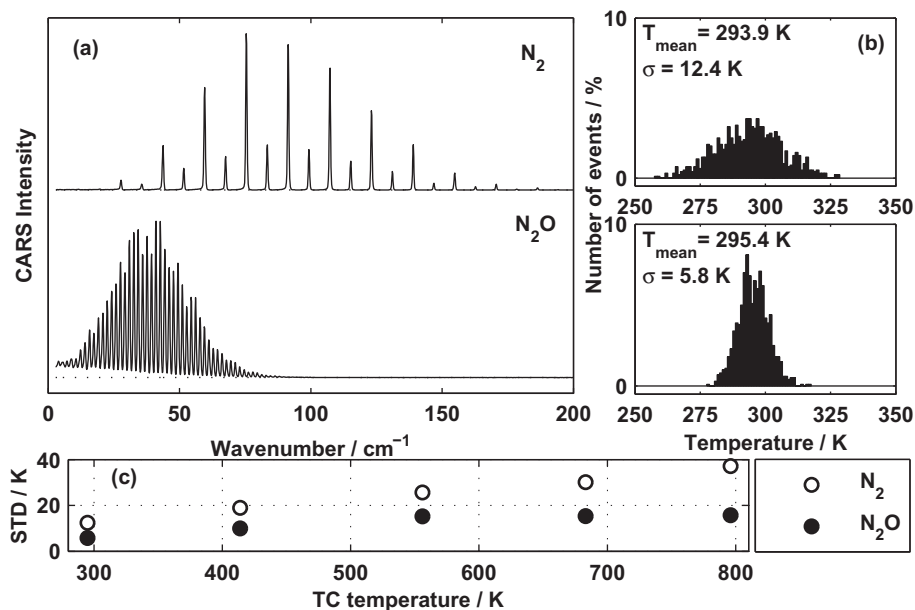 (a)
N2
CARS Intensity
N2O
0 50 100 150 200
Wavenumber / cm−1
10
Tmean = 293.9 K (b)
σ = 12.4 K
0
250 275 300 325 350
Number of events / %
10
Tmean = 295.4 K
σ = 5.8 K
0
250 275 300 325 350
Temperature / K
40
(c)
20
0
STD / K
300 400 500 600 700 800
TC temperature / K
N2
N2O